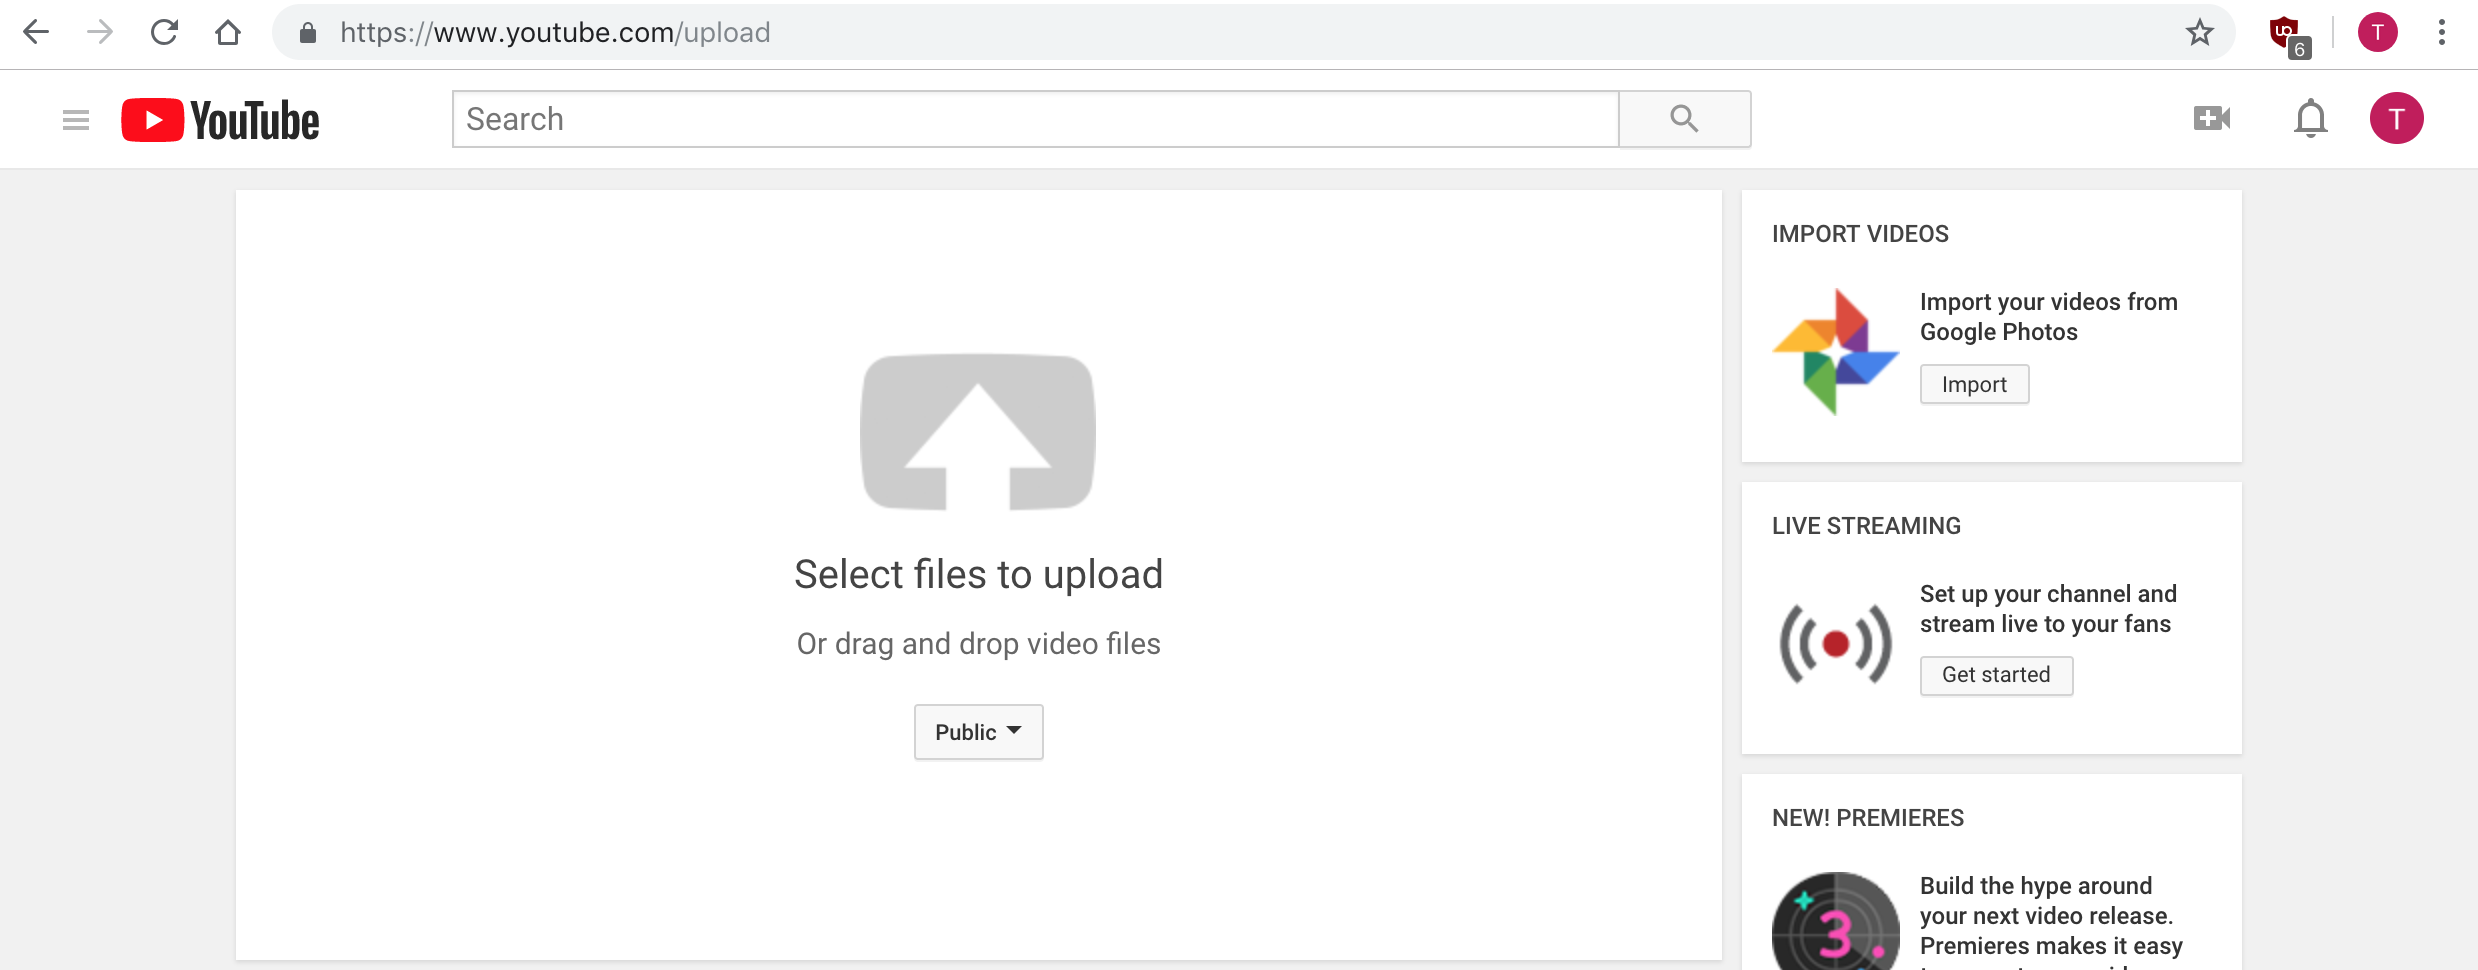 https://www.youtube.com/upload
uo
6
T
YouTube
Search
T
Select files to upload
Or drag and drop video files
Public
IMPORT VIDEOS
Import your videos from
Google Photos
Import
LIVE STREAMING
Set up your channel and
stream live to your fans
Get started
NEW! PREMIERES
3
Build the hype around
your next video release.
Premieres makes it easy